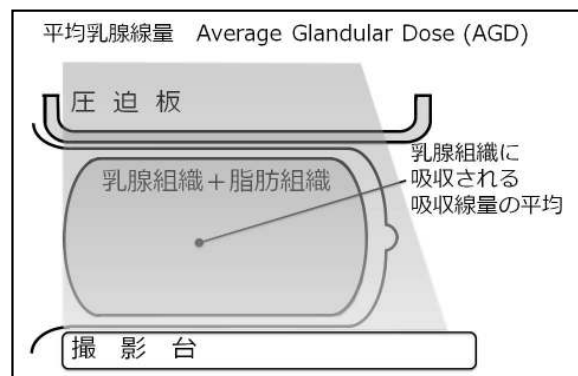 平均乳腺線量 Average Glandular Dose (AGD)
圧迫板
乳腺組織＋脂肪組織
乳腺組織に
吸収される
吸収線量の平均
撮影台